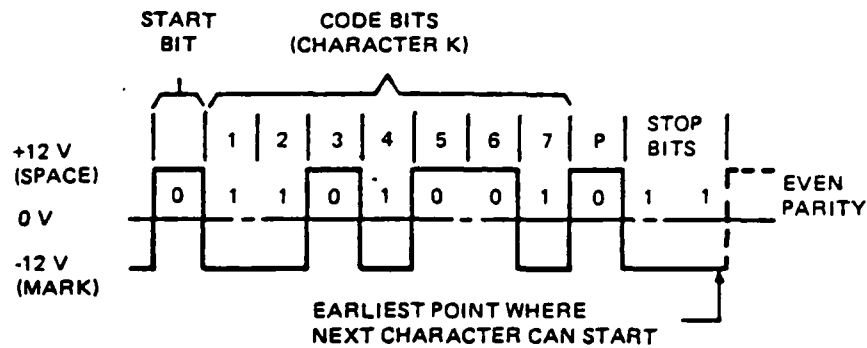 START
BIT
CODE BITS
(CHARACTER K)
1 2 3 4 5 6 7 P STOP
BITS
+12 V
(SPACE)
0 1 1 0 1 0 0 1 0 1 1
EVEN
PARITY
0 V
-12 V
(MARK)
EARLIEST POINT WHERE
NEXT CHARACTER CAN START